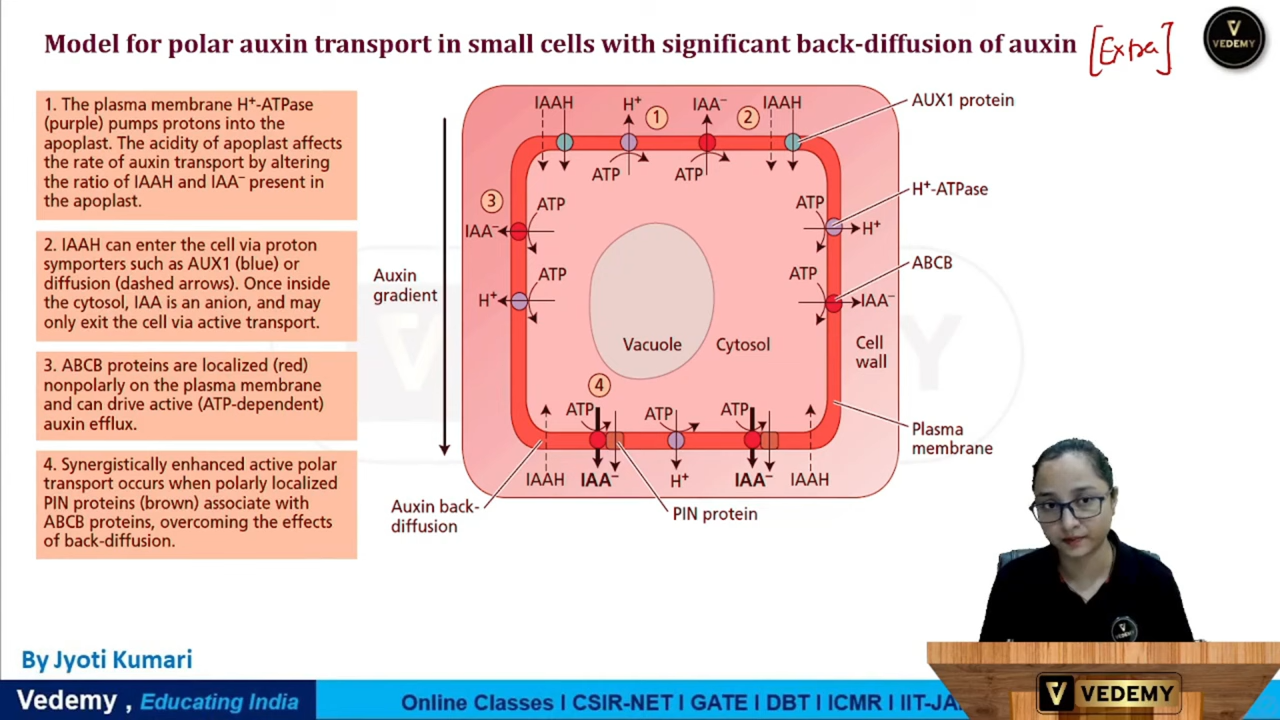 Model for polar auxin transport in small cells with significant back-diffusion of auxin [Extra]
VEDEMY
1. The plasma membrane H⁺-ATPase
(purple) pumps protons into the
apoplast. The acidity of apoplast affects
the rate of auxin transport by altering
the ratio of IAAH and IAA⁻ present in
the apoplast.
2. IAAH can enter the cell via proton
symporters such as AUX1 (blue) or
diffusion (dashed arrows). Once inside
the cytosol, IAA is an anion, and may
only exit the cell via active transport.
3. ABCB proteins are localized (red)
nonpolarly on the plasma membrane
and can drive active (ATP-dependent)
auxin efflux.
4. Synergistically enhanced active polar
transport occurs when polarly localized
PIN proteins (brown) associate with
ABCB proteins, overcoming the effects
of back-diffusion.
Auxin
gradient
IAAH H⁺ 1 IAA⁻ 2 IAAH
AUX1 protein
ATP ATP
3 ATP ATP
H⁺-ATPase
IAA⁻ H⁺
ABCB
ATP ATP
H⁺ IAA⁻
Vacuole Cytosol
Cell
wall
4
ATP ATP ATP
Plasma
membrane
IAAH IAA⁻ H⁺ IAA⁻ IAAH
Auxin back-
diffusion
PIN protein
By Jyoti Kumari
VEDEMY
Vedemy , Educating India
Online Classes I CSIR-NET I GATE I DBT I ICMR I IIT-JA